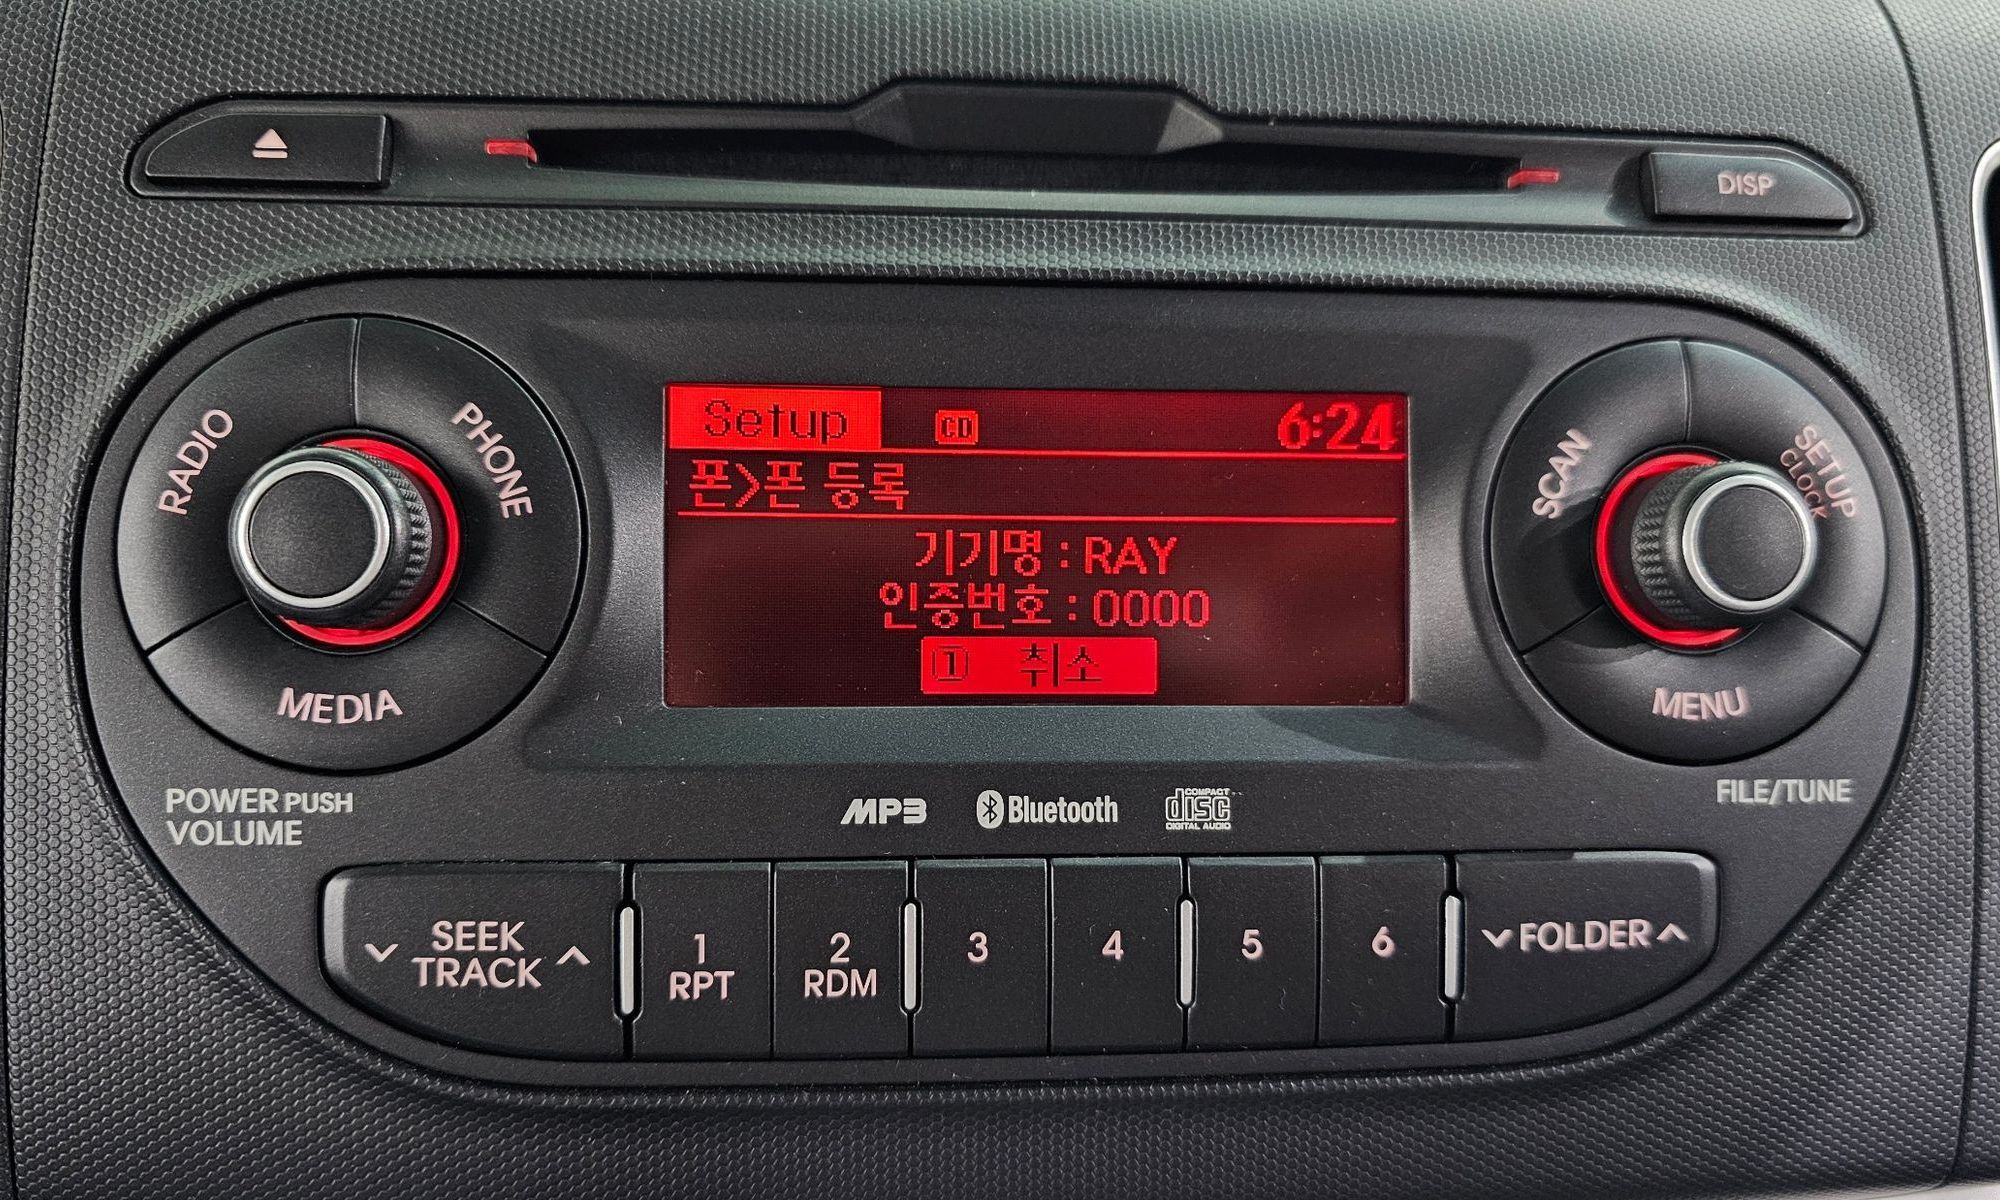 DISP
RADIO
PHONE
MEDIA
POWER PUSH
VOLUME
Setup CD 6:24
폰>폰 등록
기기명 : RAY
인증번호 : 0000
1 취소
SCAN
SETUP
CLOCK
MENU
FILE/TUNE
MP3 Bluetooth COMPACT disc DIGITAL AUDIO
SEEK
TRACK
1
RPT
2
RDM
3
4
5
6
FOLDER